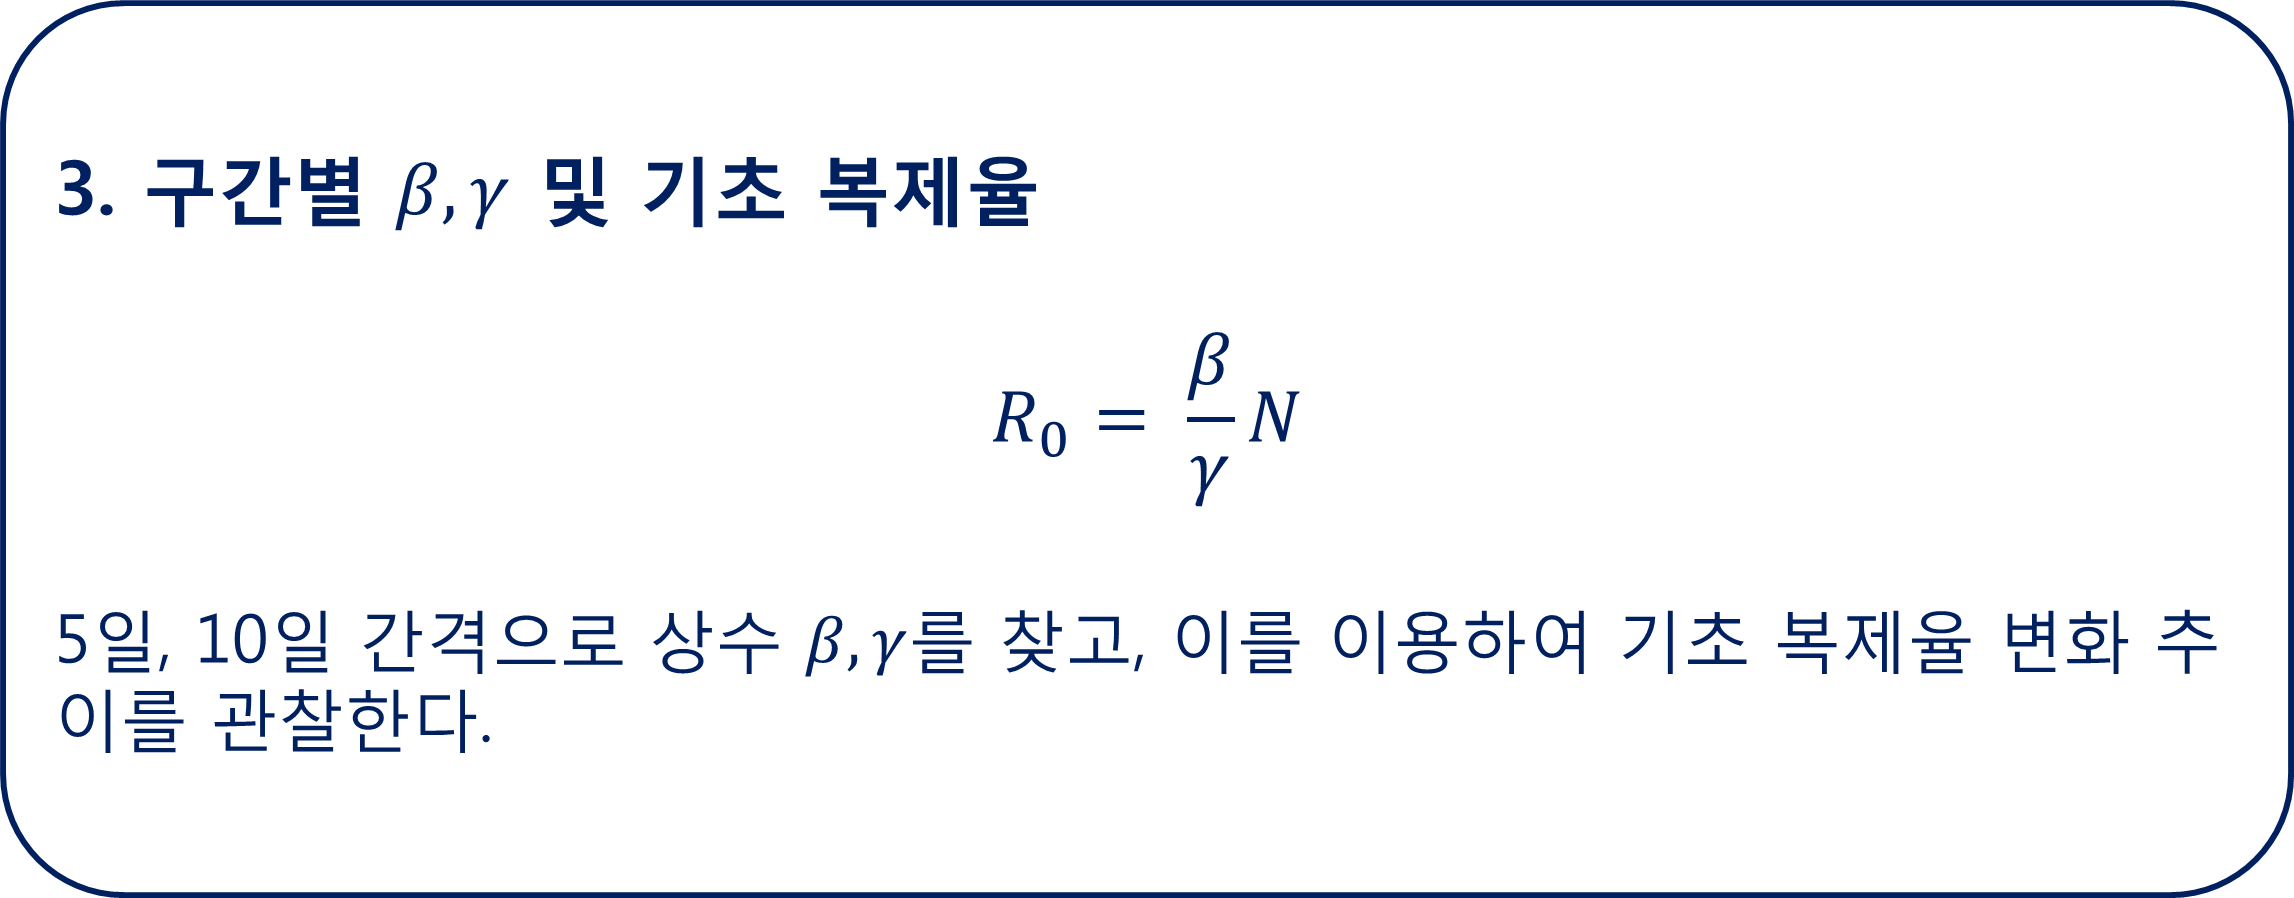 3. 구간별 β,γ 및 기초 복제율
R₀ = β/γ N
5일, 10일 간격으로 상수 β,γ를 찾고, 이를 이용하여 기초 복제율 변화 추
이를 관찰한다.